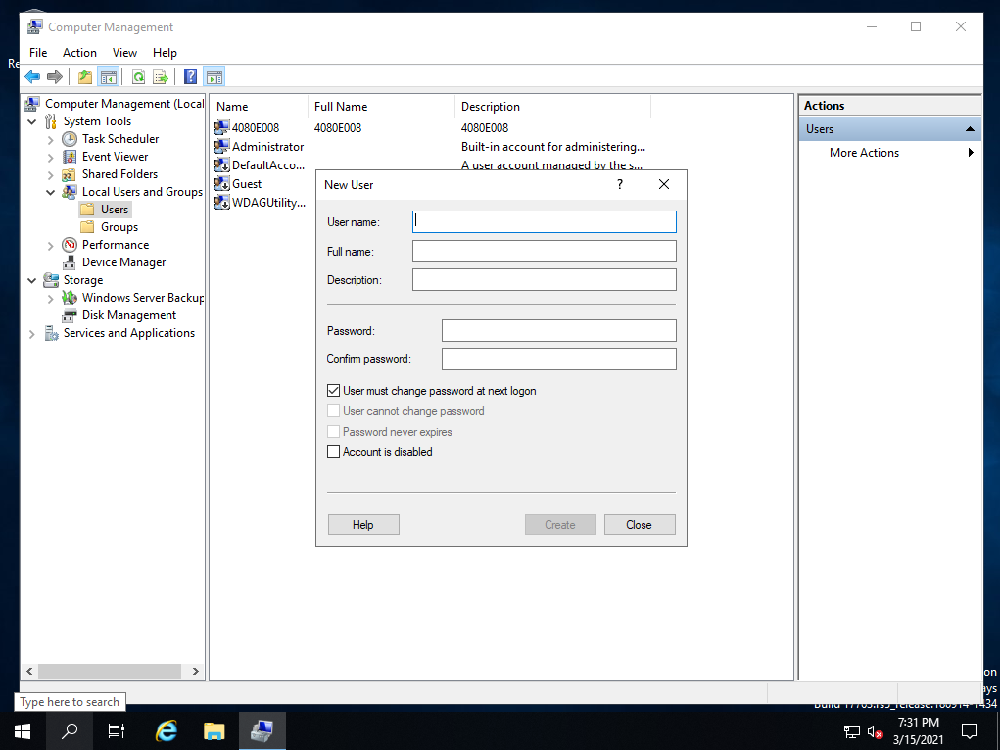 Computer Management
File Action View Help
Computer Management (Local
System Tools
Task Scheduler
Event Viewer
Shared Folders
Local Users and Groups
Users
Groups
Performance
Device Manager
Storage
Windows Server Backup
Disk Management
Services and Applications
Name Full Name Description
4080E008 4080E008 4080E008
Administrator Built-in account for administering...
DefaultAcco... A user account managed by the s...
Guest
WDAGUtility...
New User
?
User name:
Full name:
Description:
Password:
Confirm password:
User must change password at next logon
User cannot change password
Password never expires
Account is disabled
Help Create Close
Actions
Users
More Actions
Re
on
ays
Build 17763.rs5_release.180914-1434
Type here to search
7:31 PM
3/15/2021